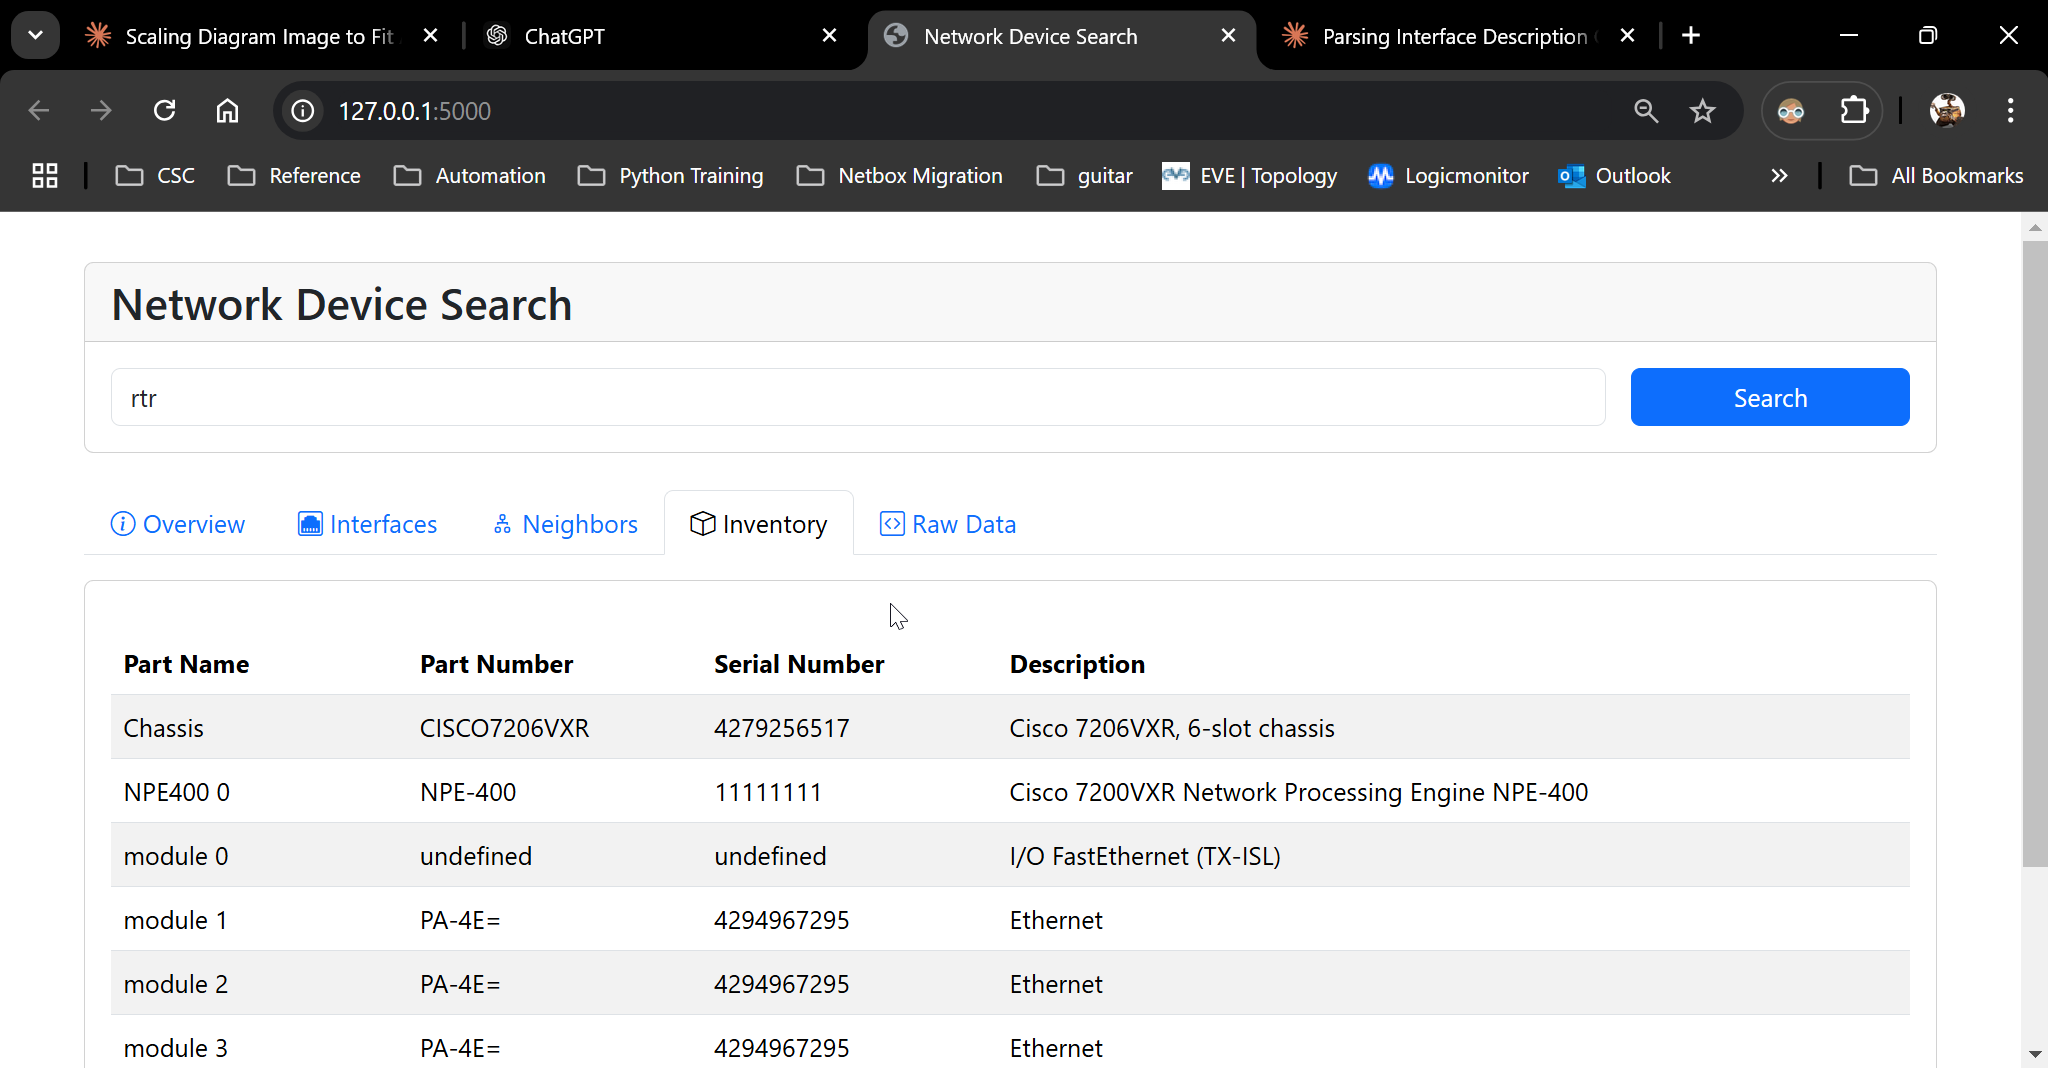 Scaling Diagram Image to Fit
ChatGPT
Network Device Search
Parsing Interface Description
127.0.0.1:5000
CSC
Reference
Automation
Python Training
Netbox Migration
guitar
EVE | Topology
Logicmonitor
Outlook
All Bookmarks
Network Device Search
rtr
Search
Overview
Interfaces
Neighbors
Inventory
Raw Data
Part Name Part Number Serial Number Description
Chassis CISCO7206VXR 4279256517 Cisco 7206VXR, 6-slot chassis
NPE400 0 NPE-400 11111111 Cisco 7200VXR Network Processing Engine NPE-400
module 0 undefined undefined I/O FastEthernet (TX-ISL)
module 1 PA-4E= 4294967295 Ethernet
module 2 PA-4E= 4294967295 Ethernet
module 3 PA-4E= 4294967295 Ethernet